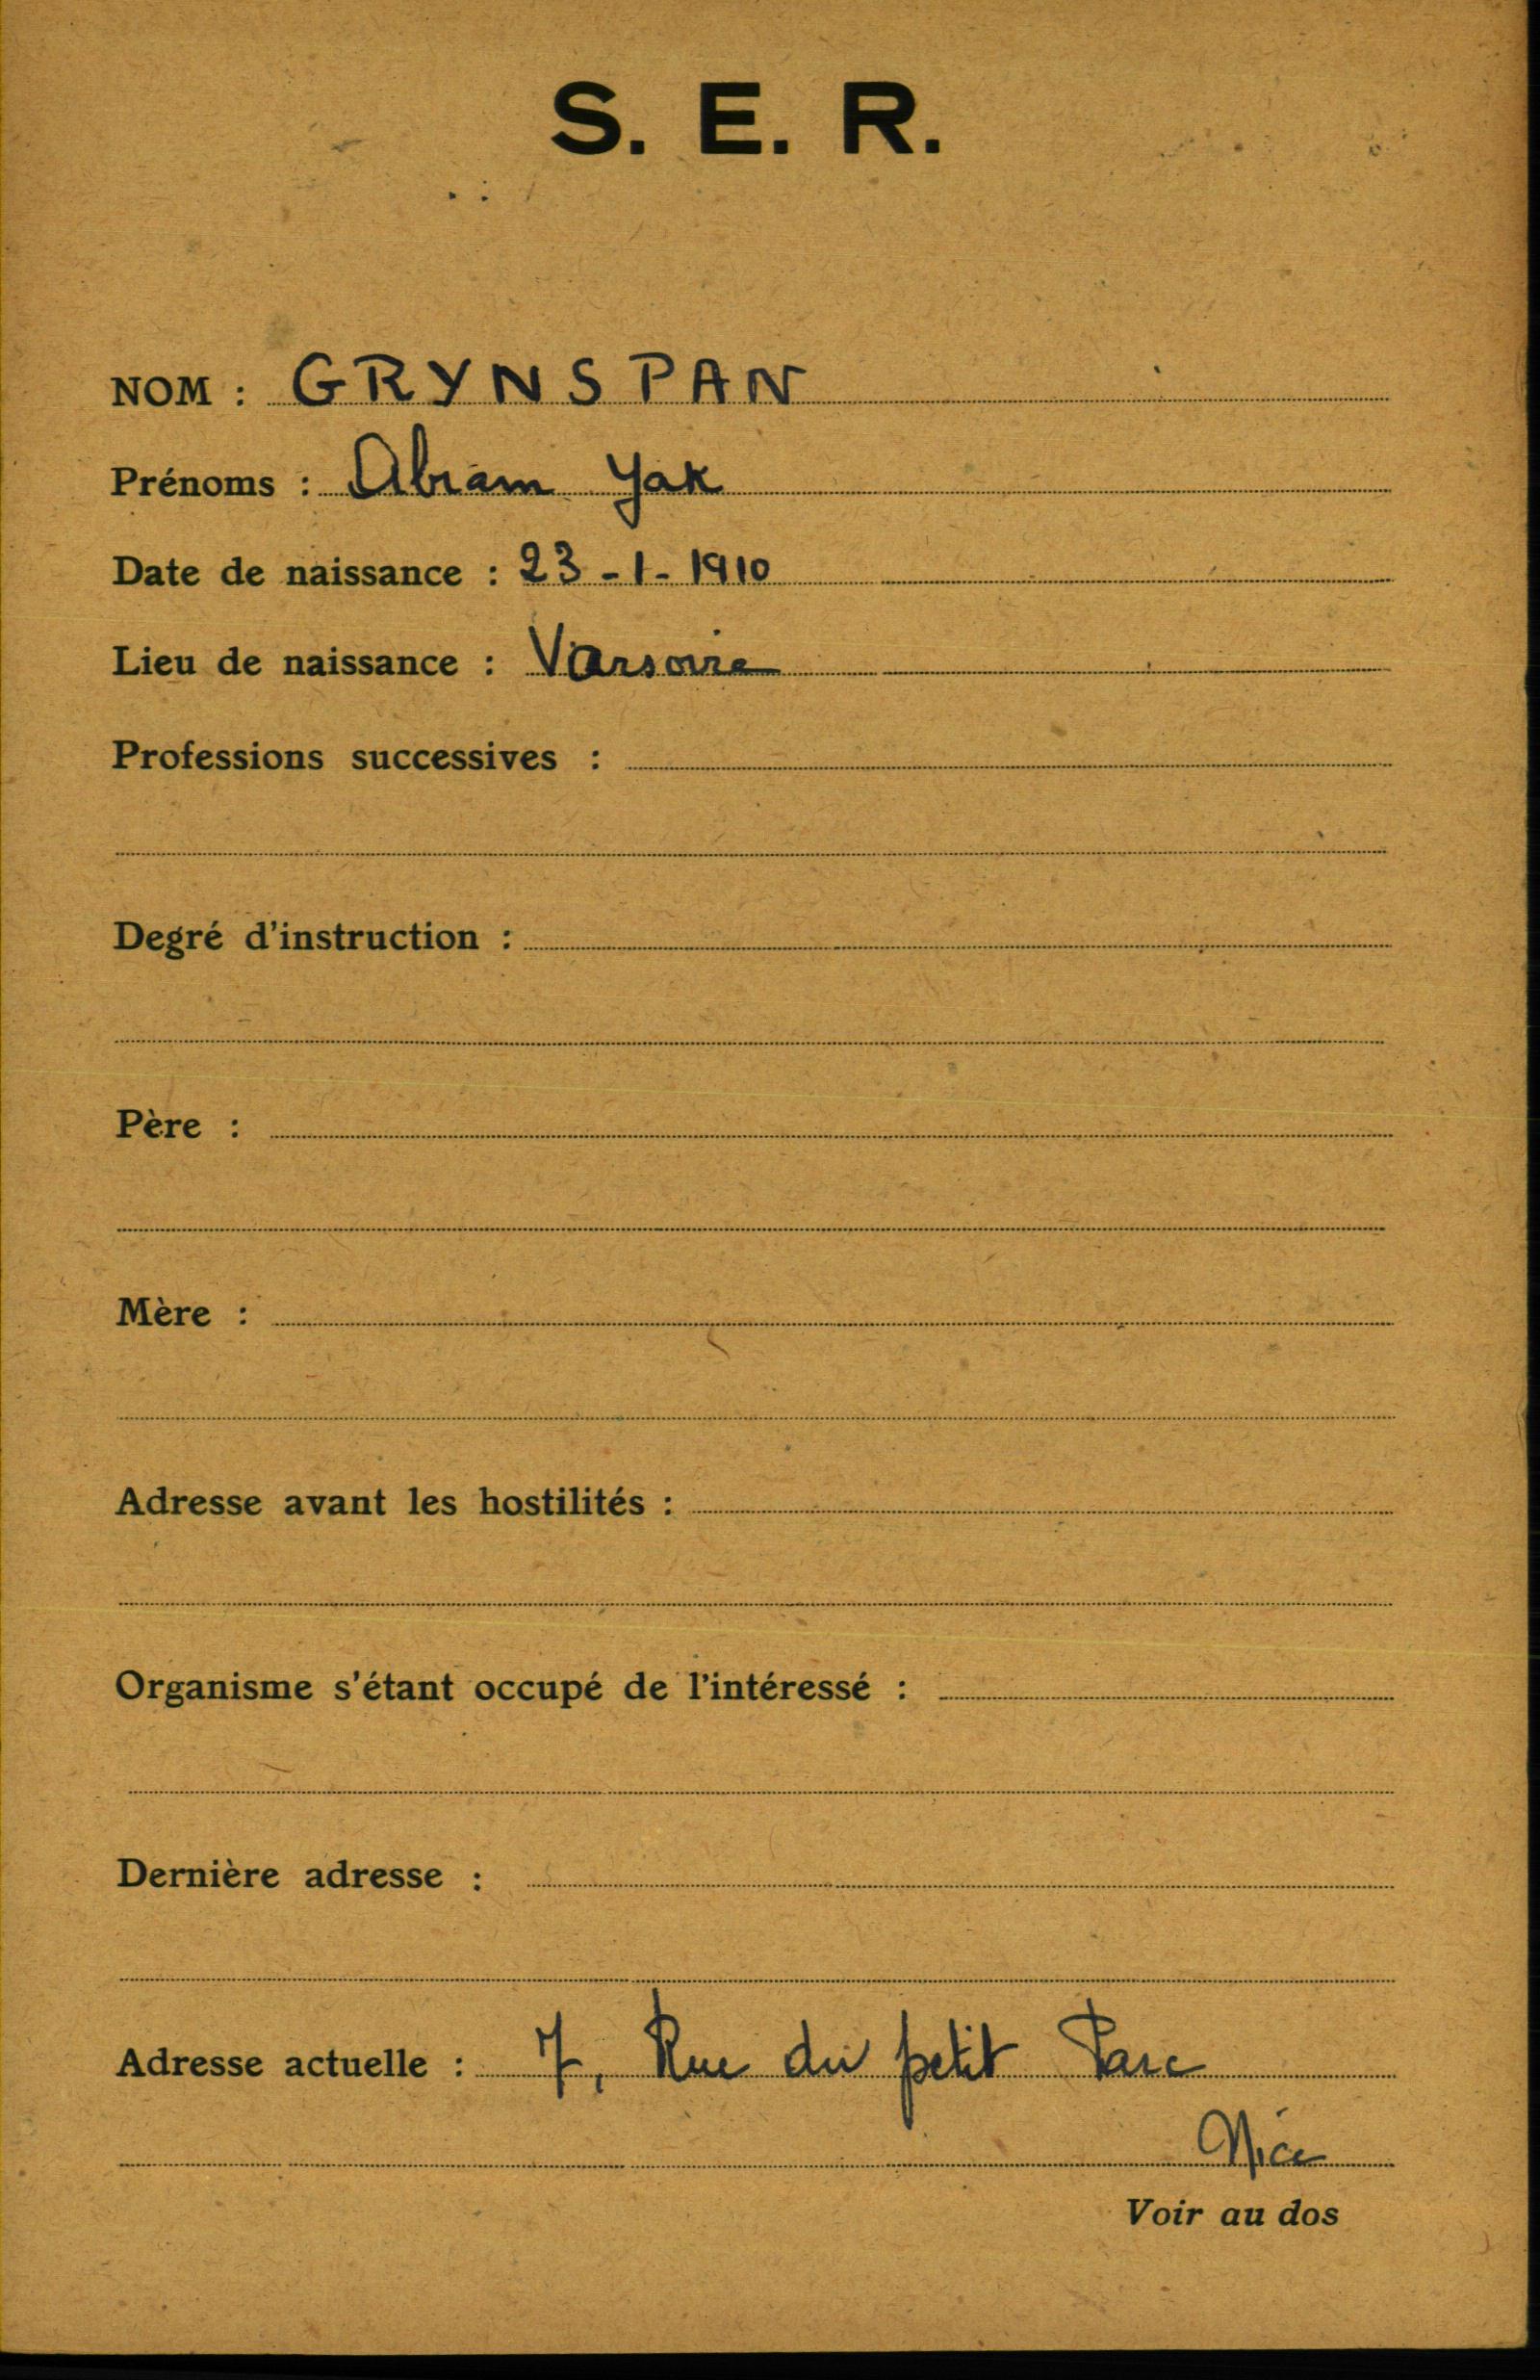 S. E. R.
NOM : GRYNSPAN
Prénoms : Abram Yak
Date de naissance : 23-1-1910
Lieu de naissance : Varsovie
Professions successives :
Degré d'instruction :
Père :
Mère :
Adresse avant les hostilités :
Organisme s'étant occupé de l'intéressé :
Dernière adresse :
Adresse actuelle : 7, Rue du petit Parc
Nice
Voir au dos